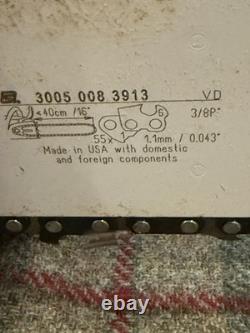 3005 008 3913 VD
≤40cm /16"
6
3/8P"
55x 1.1mm / 0.043"
Made in USA with domestic
and foreign components